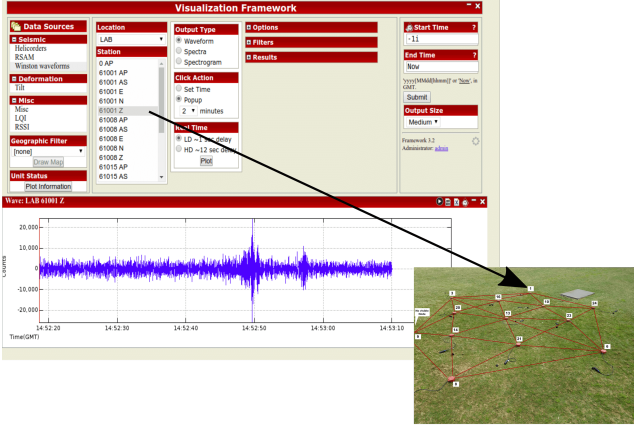 Visualization Framework
Data Sources
Seismic
Helicorders
RSAM
Winston waveforms
Deformation
Tilt
Misc
Misc
LQI
RSSI
Geographic Filter
[none]
Draw Map
Unit Status
Plot Information
Location
LAB
Station
0 AP
61001 AP
61001 AS
61001 E
61001 N
61001 Z
61008 AP
61008 AS
61008 E
61008 N
61008 Z
61015 AP
61015 AS
Output Type
Waveform
Spectra
Spectrogram
Click Action
Set Time
Popup
2 minutes
Real Time
LD ~1 sec delay
HD ~12 sec delay
Plot
Options
Filters
Results
Start Time ?
-1i
End Time ?
Now
'yyyy[MMdd[hhmm]]' or 'Now', in
GMT.
Submit
Output Size
Medium
Framework 3.2
Administrator: admin
Wave: LAB 61001 Z
20,000
10,000
0
-10,000
-20,000
Counts
14:52:20 14:52:30 14:52:40 14:52:50 14:53:00 14:53:10
Time(GMT)